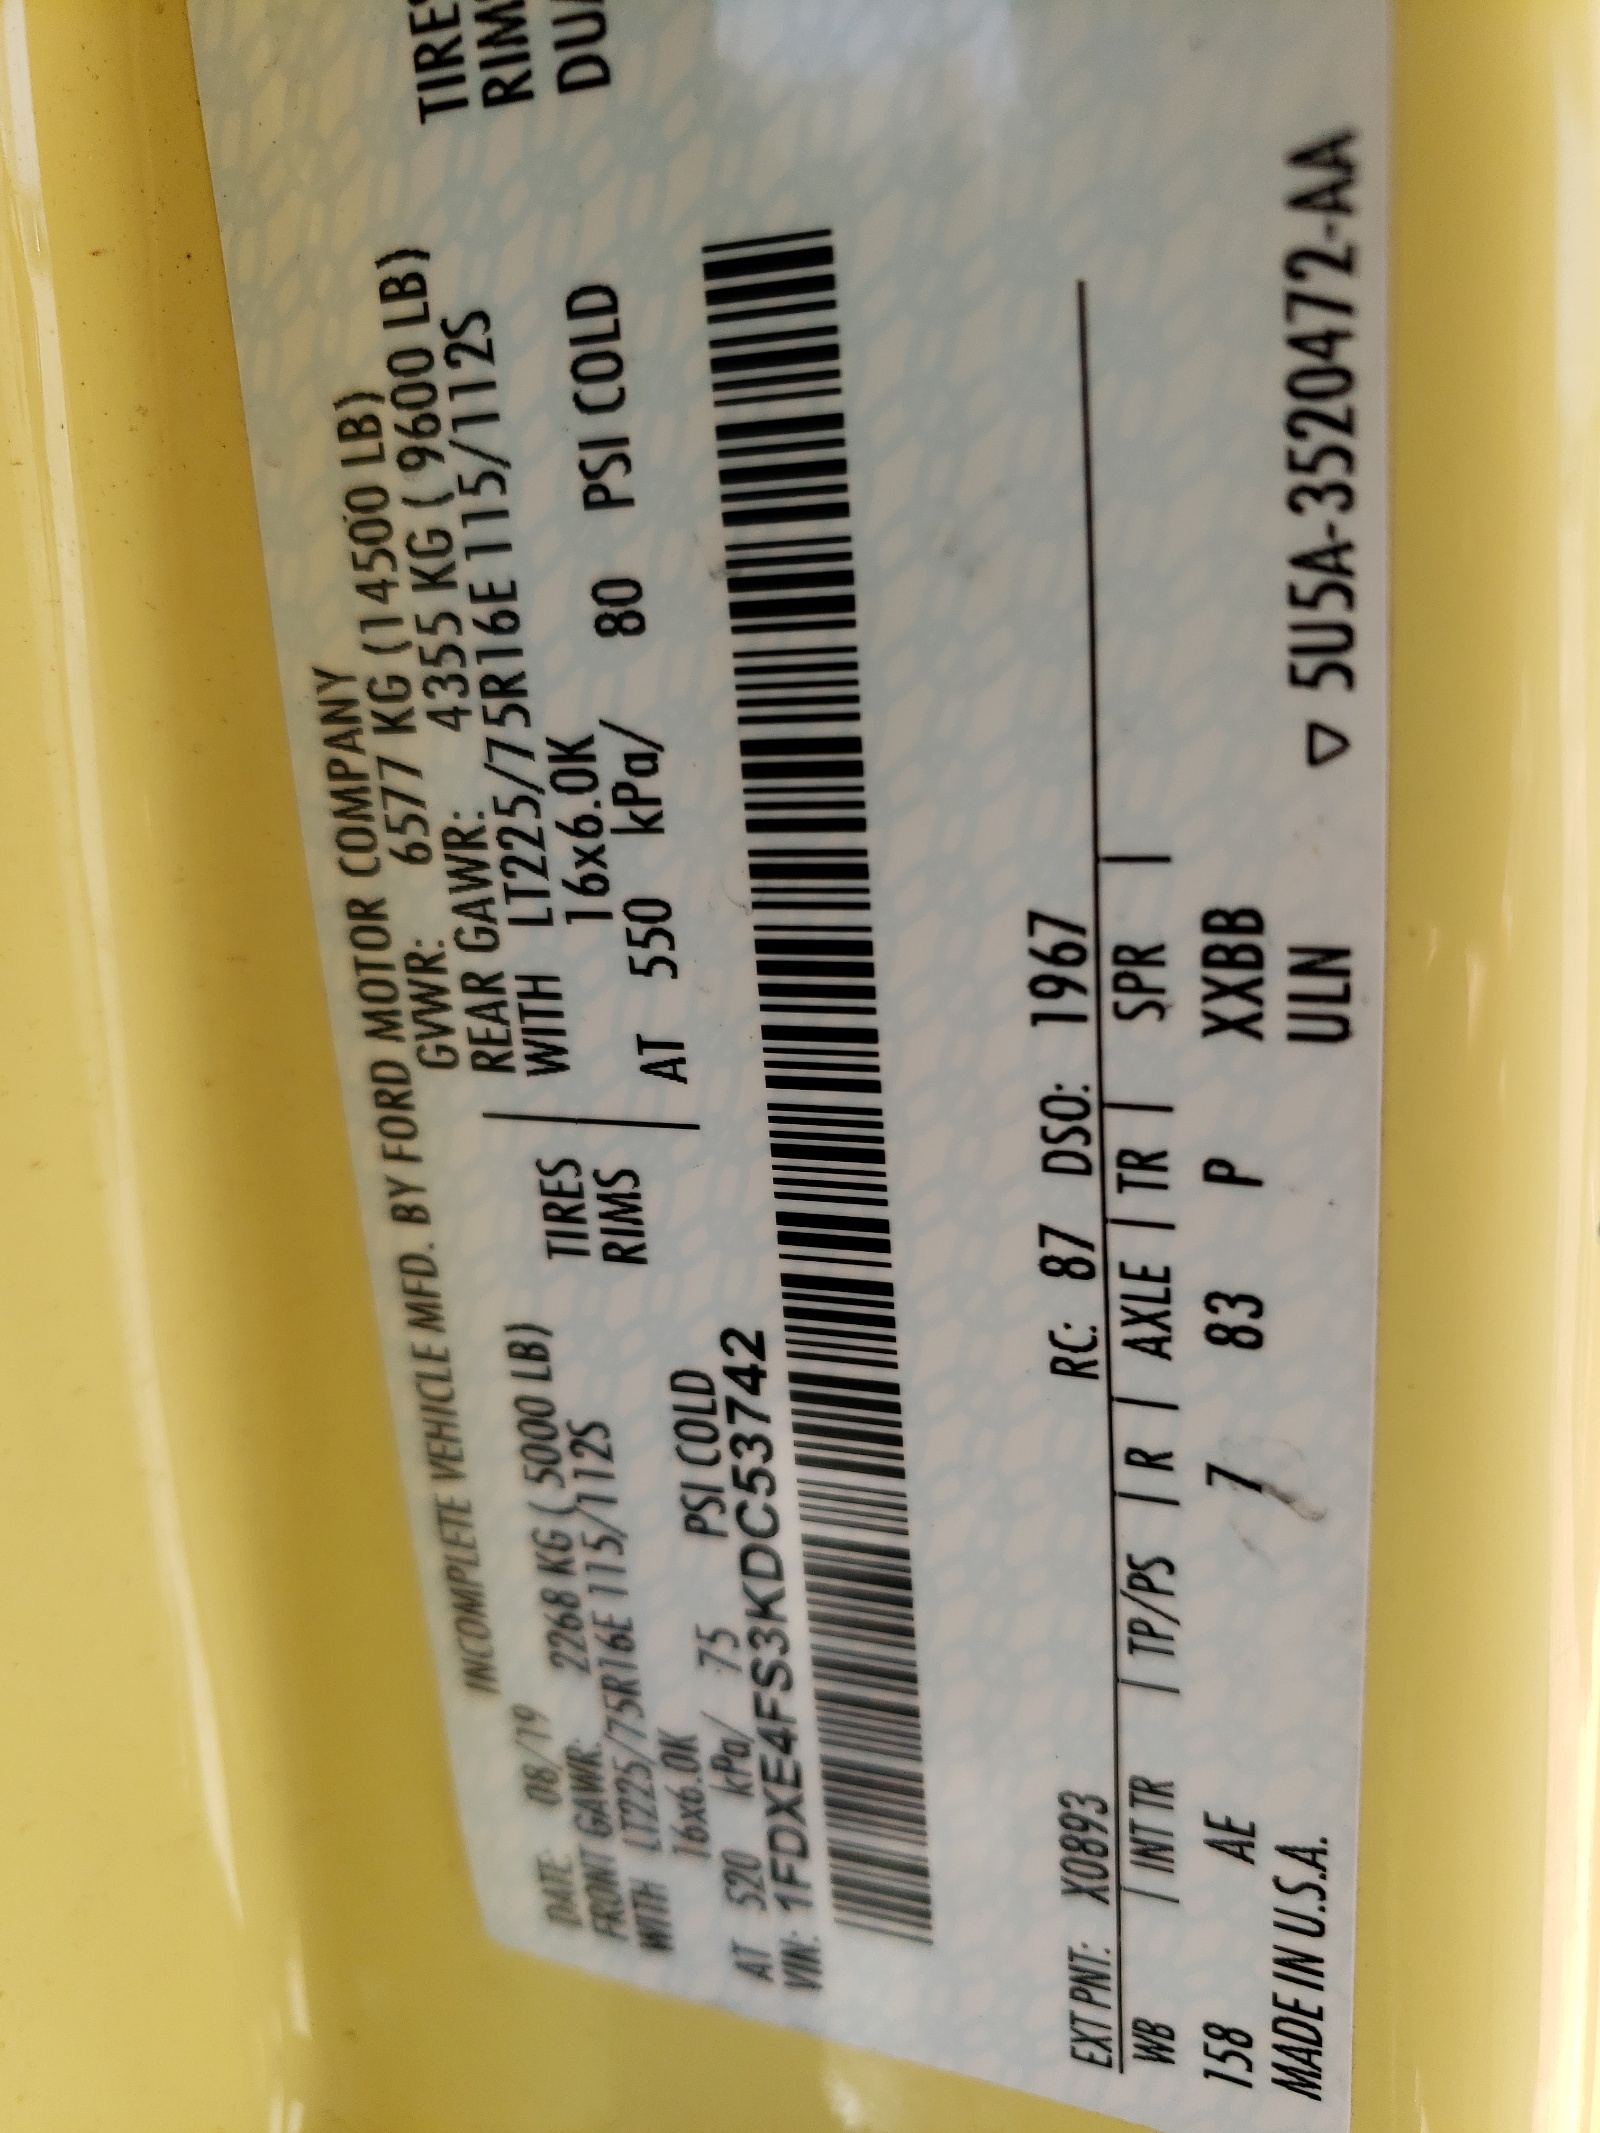 INCOMPLETE VEHICLE MFD. BY FORD MOTOR COMPANY
DATE: 08/19 GVWR: 6577 KG (14500 LB)
FRONT GAWR: 2268 KG (5000 LB) REAR GAWR: 4355 KG (9600 LB)
WITH LT225/75R16E 115/112S TIRES WITH LT225/75R16E 115/112S TIRES
16x6.0K RIMS 16x6.0K RIMS
AT 520 kPa/ 75 PSI COLD AT 550 kPa/ 80 PSI COLD
VIN: 1FDXE4FS3KDC53742
EXT PNT: X0893 RC: 87 DSO: 1967
WB | INT TR | TP/PS | R | AXLE | TR | SPR |
158 AE 7 83 P XXBB
MADE IN U.S.A. ULN ▽ 5U5A-3520472-AA